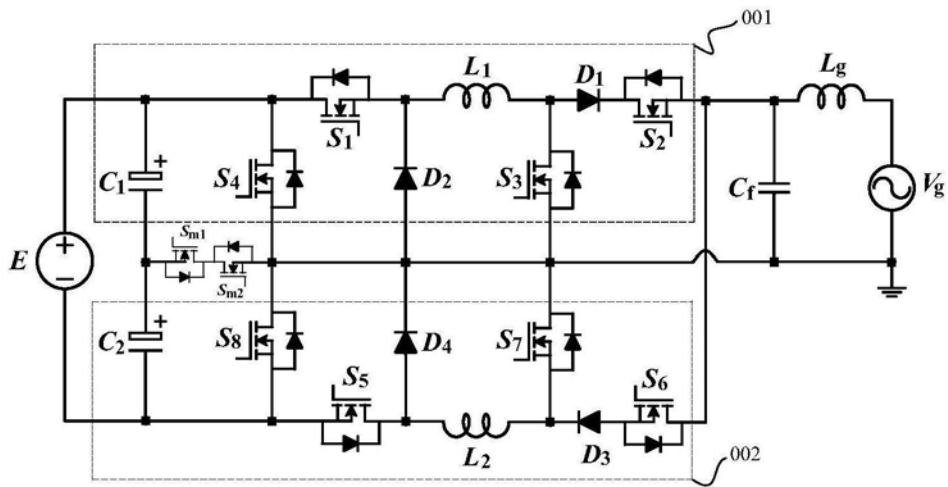 001
L1
D1
Lg
S1
S2
C1
+
S4
D2
S3
Cf
Vg
Sm1
E
+
−
Sm2
C2
+
S8
D4
S7
S5
S6
L2
D3
002